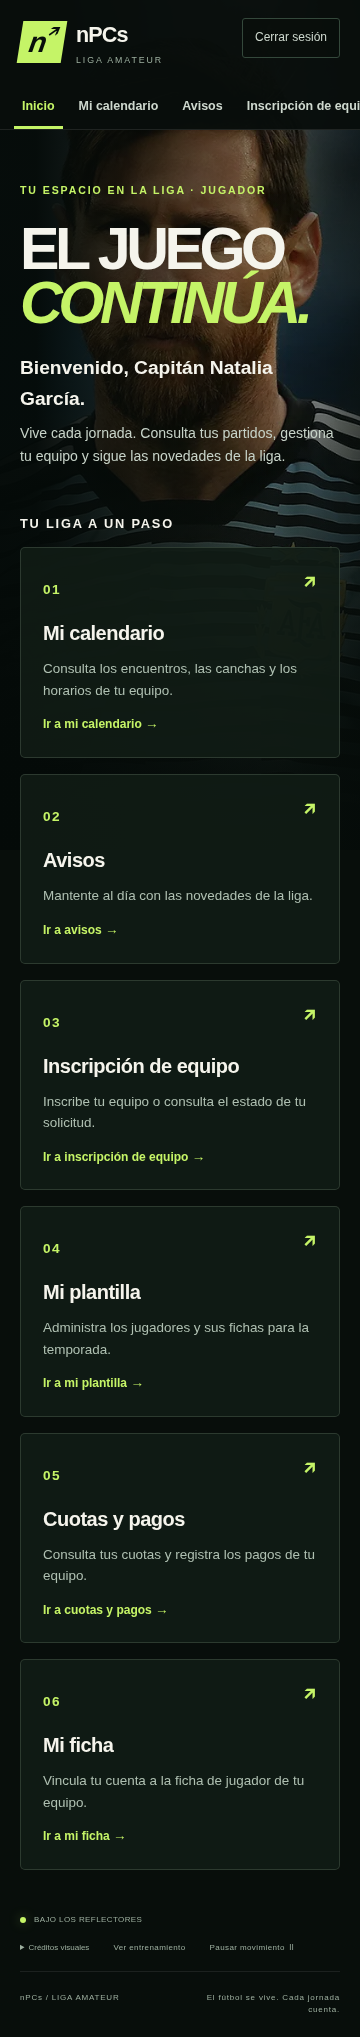 n
nPCs
LIGA AMATEUR
Cerrar sesión
Inicio Mi calendario Avisos Inscripción de equi
TU ESPACIO EN LA LIGA · JUGADOR
EL JUEGO
CONTINÚA.
Bienvenido, Capitán Natalia
García.
Vive cada jornada. Consulta tus partidos, gestiona
tu equipo y sigue las novedades de la liga.
TU LIGA A UN PASO
01
Mi calendario
Consulta los encuentros, las canchas y los
horarios de tu equipo.
Ir a mi calendario →
02
Avisos
Mantente al día con las novedades de la liga.
Ir a avisos →
03
Inscripción de equipo
Inscribe tu equipo o consulta el estado de tu
solicitud.
Ir a inscripción de equipo →
04
Mi plantilla
Administra los jugadores y sus fichas para la
temporada.
Ir a mi plantilla →
05
Cuotas y pagos
Consulta tus cuotas y registra los pagos de tu
equipo.
Ir a cuotas y pagos →
06
Mi ficha
Vincula tu cuenta a la ficha de jugador de tu
equipo.
Ir a mi ficha →
BAJO LOS REFLECTORES
Créditos visuales Ver entrenamiento Pausar movimiento
nPCs / LIGA AMATEUR
El fútbol se vive. Cada jornada
cuenta.